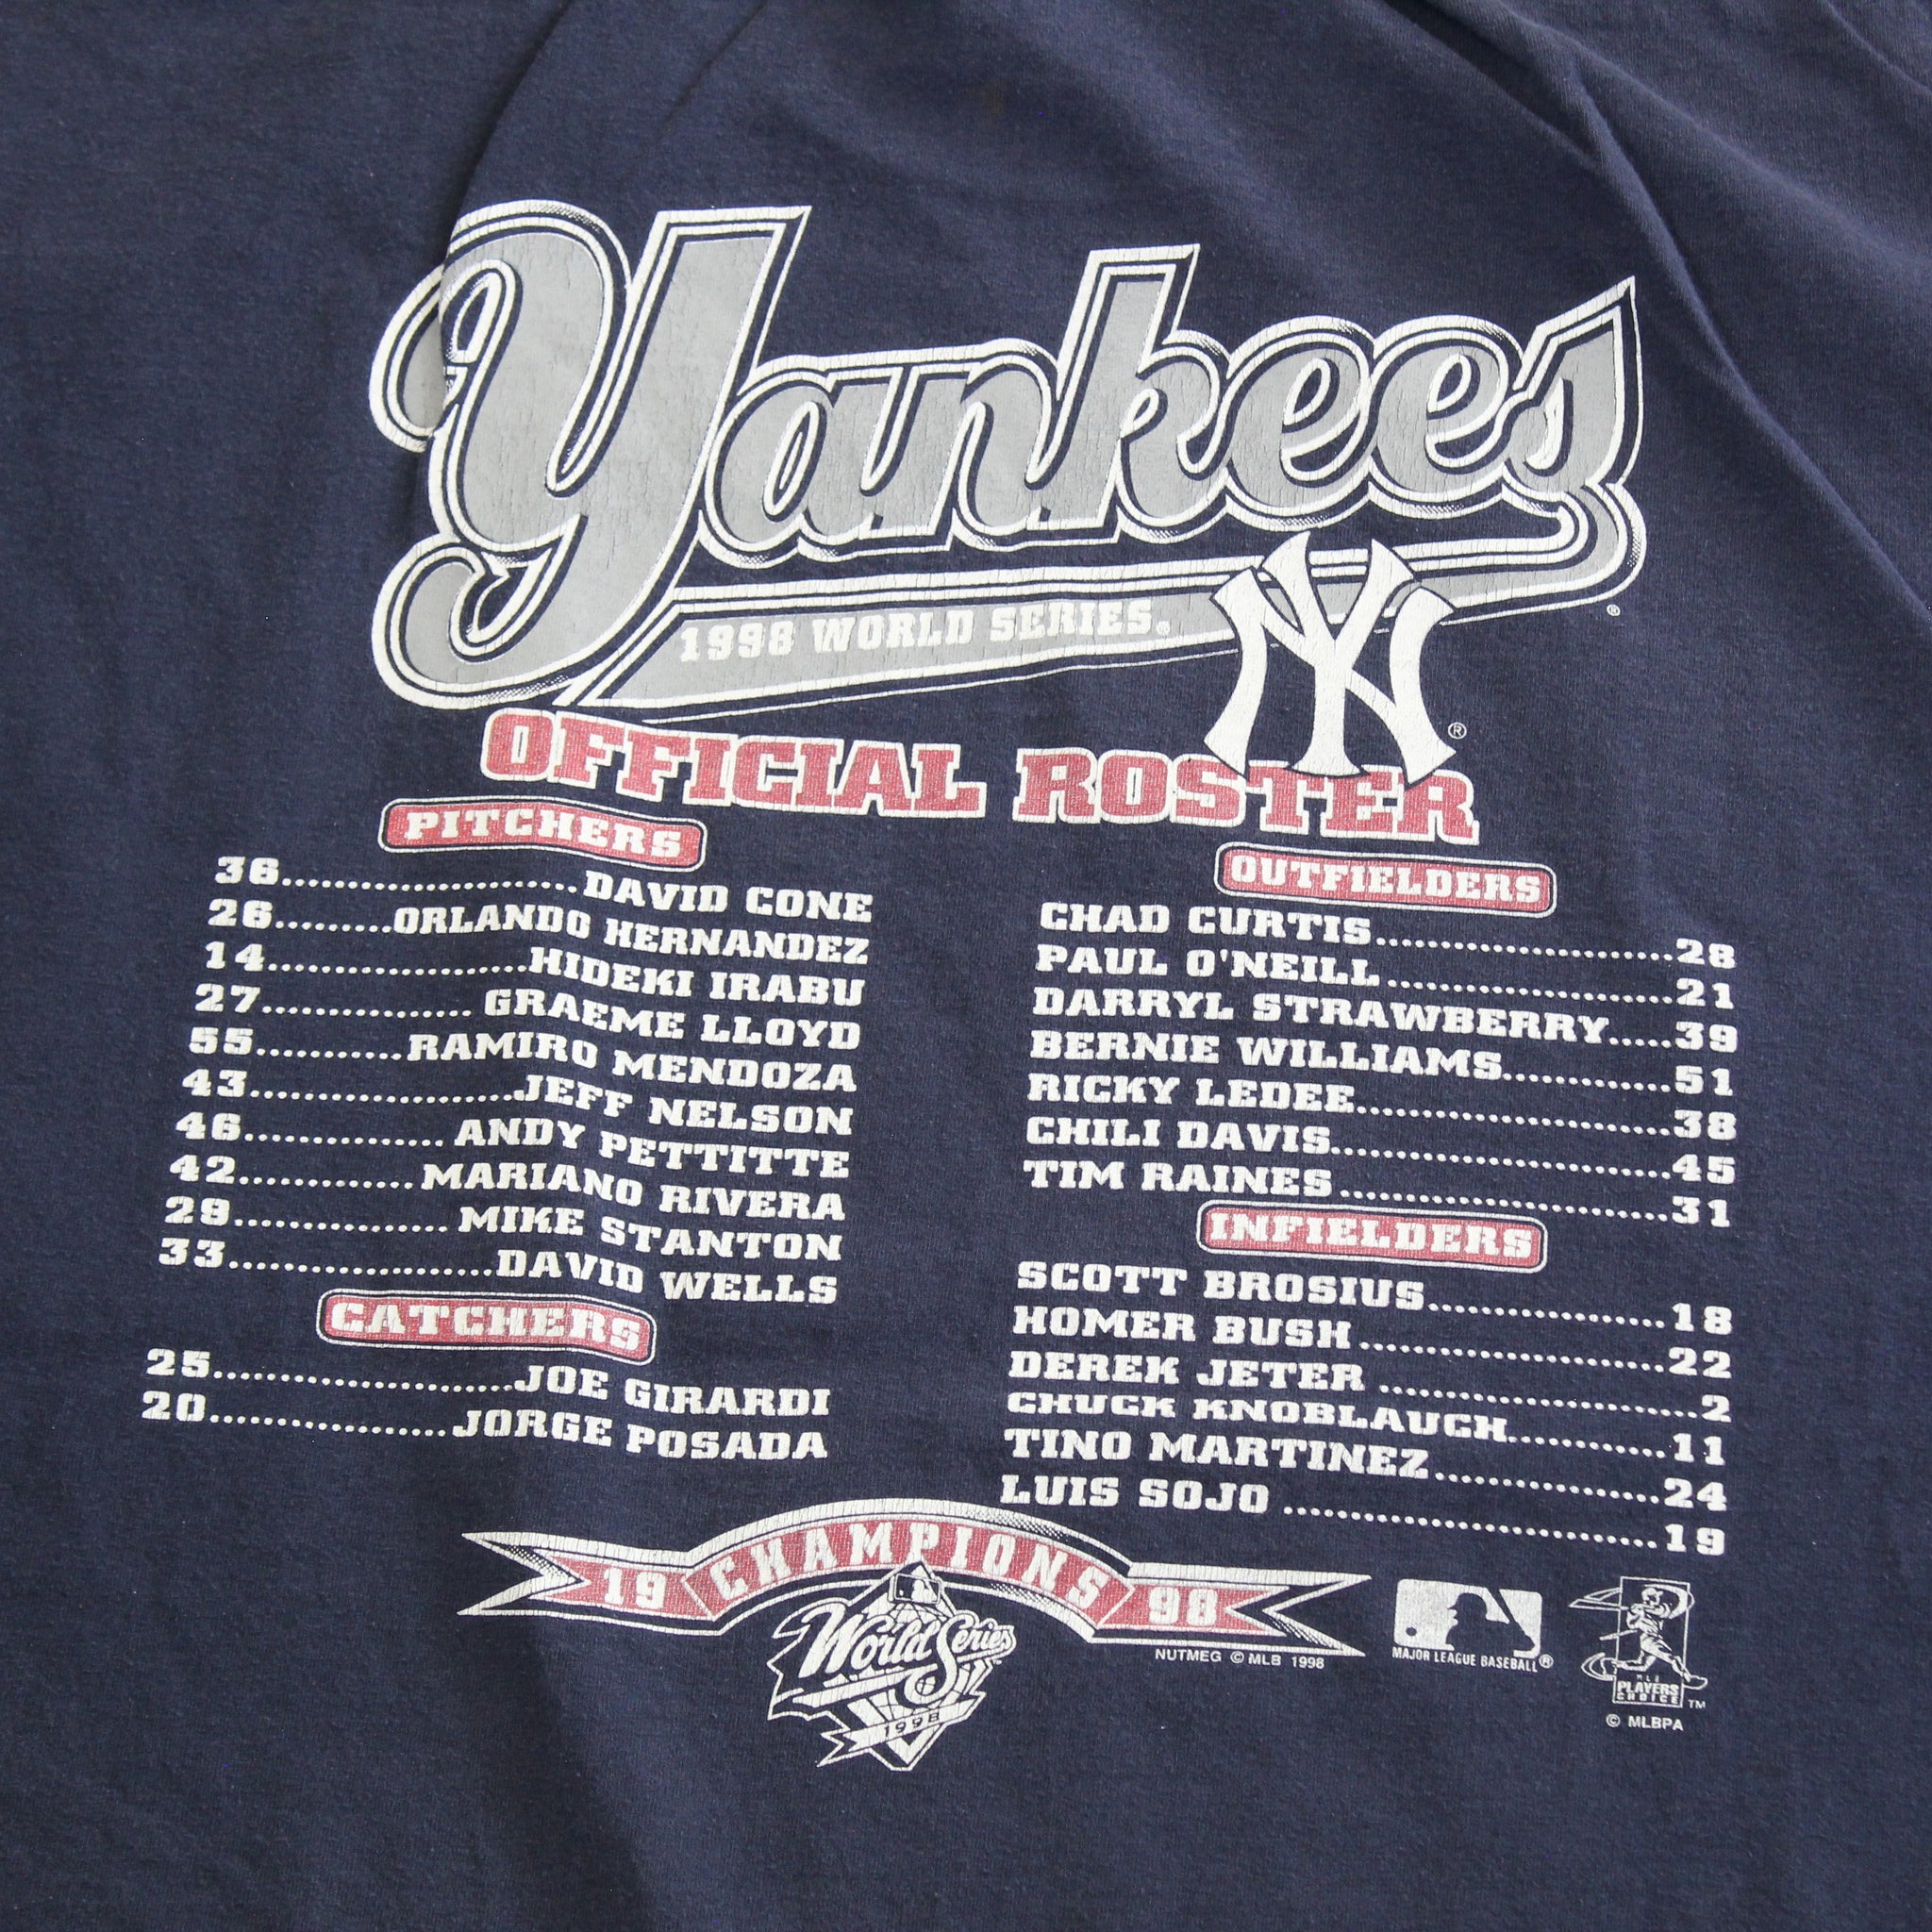 Yankees
1998 WORLD SERIES.®
NY
®
®
OFFICIAL ROSTER
PITCHERS
36........................DAVID CONE
26.........ORLANDO HERNANDEZ
14.....................HIDEKI IRABU
27................. GRAEME LLOYD
55............RAMIRO MENDOZA
43.....................JEFF NELSON
46................ ANDY PETTITTE
42..............MARIANO RIVERA
29................. MIKE STANTON
33.....................DAVID WELLS
CATCHERS
25........................JOE GIRARDI
20...................JORGE POSADA
OUTFIELDERS
CHAD CURTIS........................28
PAUL O'NEILL.......................21
DARRYL STRAWBERRY.....39
BERNIE WILLIAMS..............51
RICKY LEDEE.........................38
CHILI DAVIS...........................45
TIM RAINES...........................31
INFIELDERS
SCOTT BROSIUS...................18
HOMER BUSH........................22
DEREK JETER ..........................2
CHUCK KNOBLAUCH.............11
TINO MARTINEZ..................24
LUIS SOJO ................................19
19 CHAMPIONS 98
World Series
TM
1998
NUTMEG © MLB 1998
MAJOR LEAGUE BASEBALL®
MLB
PLAYERS
CHOICE TM
© MLBPA